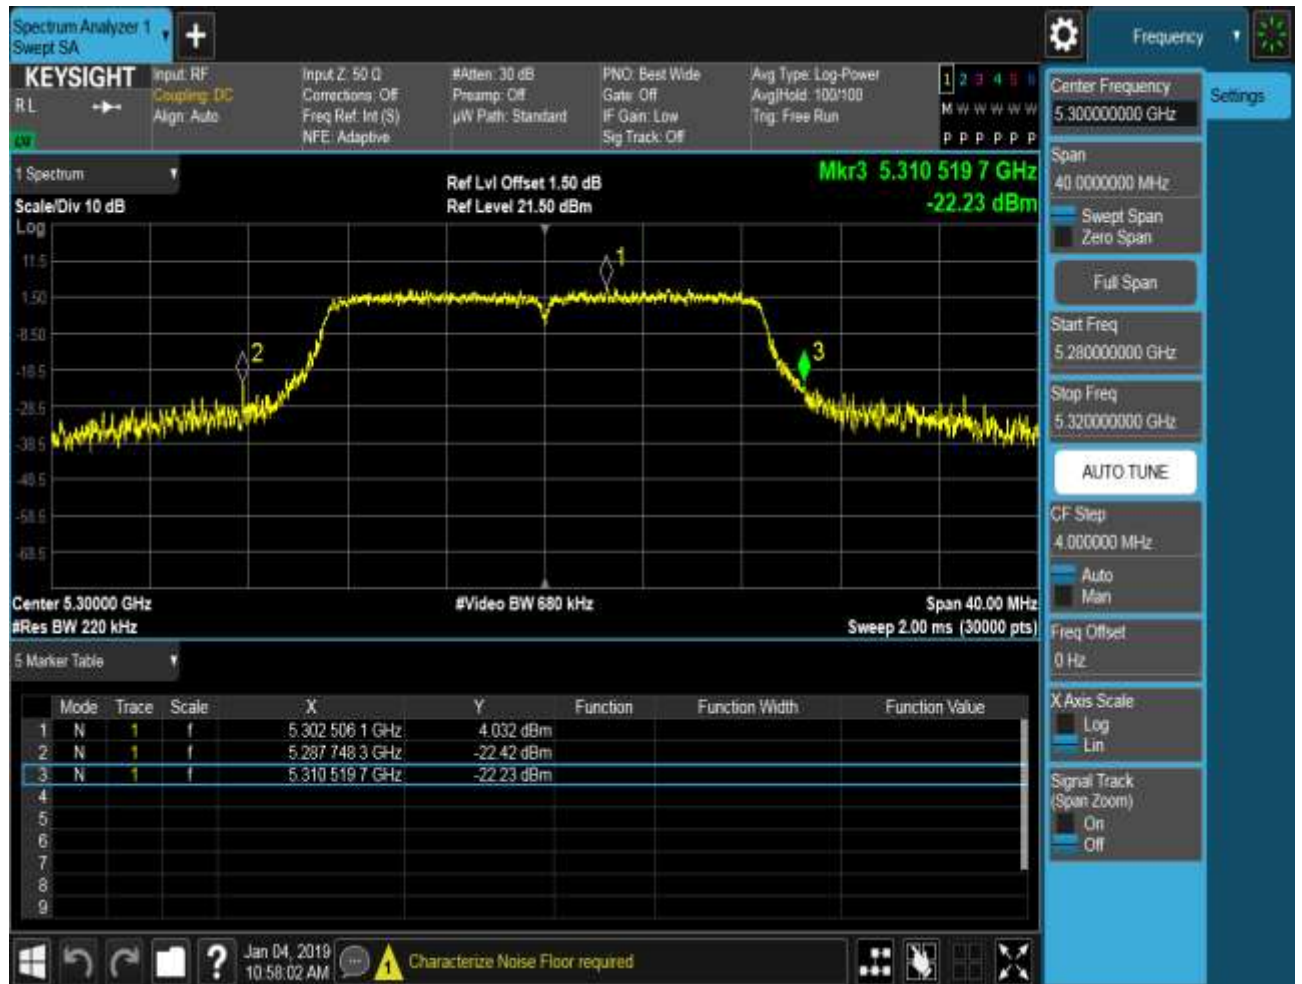 Spectrum Analyzer 1
Swept SA
+
Frequency
KEYSIGHT
RL
Input: RF
Coupling: DC
Align: Auto
Input Z: 50 Ω
Corrections: Off
Freq Ref: Int (S)
NFE: Adaptive
#Atten: 30 dB
Preamp: Off
µW Path: Standard
PNO: Best Wide
Gate: Off
IF Gain: Low
Sig Track: Off
Avg Type: Log-Power
Avg|Hold: 100/100
Trig: Free Run
1 2 3 4 5 6
M W W W W W
P P P P P P
1 Spectrum
Scale/Div 10 dB
Log
Ref Lvl Offset 1.50 dB
Ref Level 21.50 dBm
Mkr3 5.310 519 7 GHz
-22.23 dBm
11.5
1.50
-8.50
-18.5
-28.5
-38.5
-48.5
-58.5
-68.5
1
2
3
Center 5.30000 GHz
#Res BW 220 kHz
#Video BW 680 kHz
Span 40.00 MHz
Sweep 2.00 ms (30000 pts)
5 Marker Table
Mode Trace Scale X Y Function Function Width Function Value
1 N 1 f 5.302 506 1 GHz 4.032 dBm
2 N 1 f 5.287 748 3 GHz -22.42 dBm
3 N 1 f 5.310 519 7 GHz -22.23 dBm
4
5
6
7
8
9
Center Frequency
5.300000000 GHz
Settings
Span
40.0000000 MHz
Swept Span
Zero Span
Full Span
Start Freq
5.280000000 GHz
Stop Freq
5.320000000 GHz
AUTO TUNE
CF Step
4.000000 MHz
Auto
Man
Freq Offset
0 Hz
X Axis Scale
Log
Lin
Signal Track
(Span Zoom)
On
Off
?
Jan 04, 2019
10:58:02 AM
1
Characterize Noise Floor required